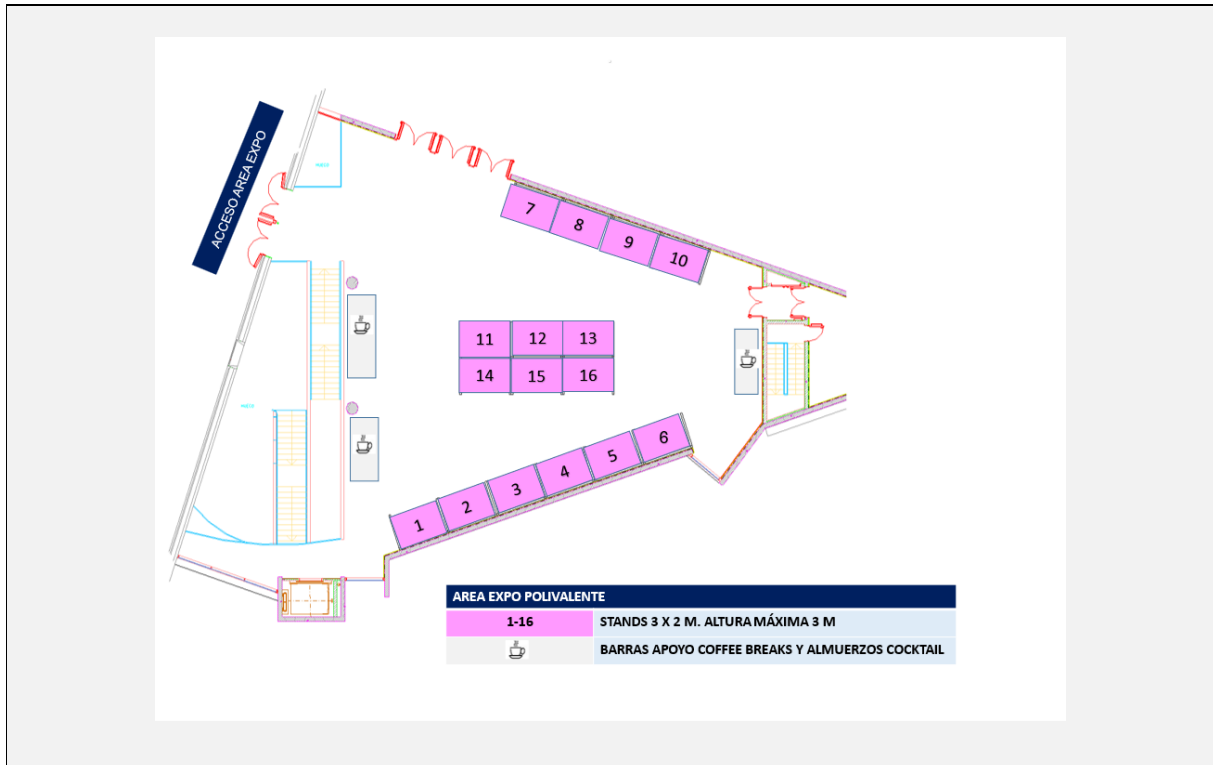 ACCESO AREA EXPO
7
8
9
10
11 12 13
14 15 16
6
5
4
3
2
1
AREA EXPO POLIVALENTE
1-16 STANDS 3 X 2 M. ALTURA MÁXIMA 3 M
BARRAS APOYO COFFEE BREAKS Y ALMUERZOS COCKTAIL